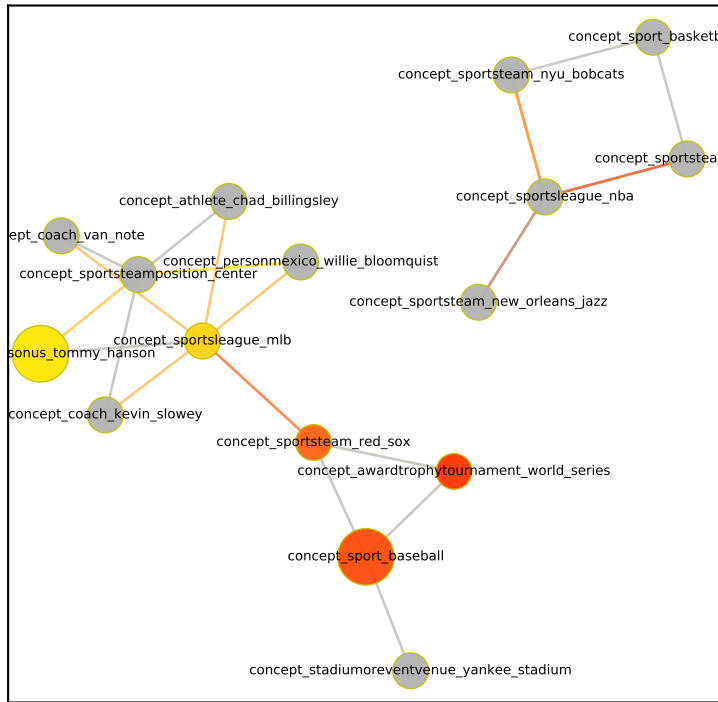 concept_sport_basketb
concept_sportsteam_nyu_bobcats
concept_sportstea
concept_sportsleague_nba
concept_athlete_chad_billingsley
ept_coach_van_note
concept_personmexico_willie_bloomquist
concept_sportsteamposition_center
concept_sportsteam_new_orleans_jazz
concept_sportsleague_mlb
sonus_tommy_hanson
concept_coach_kevin_slowey
concept_sportsteam_red_sox
concept_awardtrophytournament_world_series
concept_sport_baseball
concept_stadiumoreventvenue_yankee_stadium